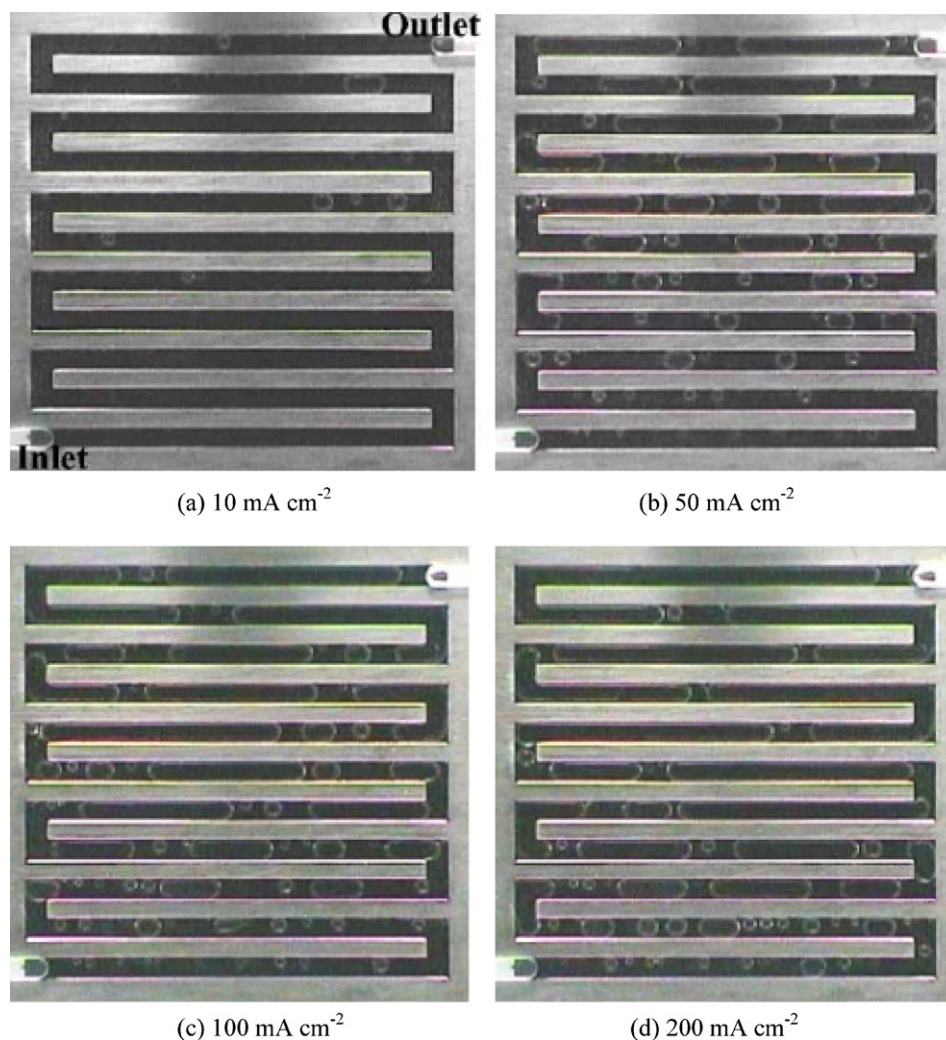 Outlet
Inlet
(a) 10 mA cm⁻²
(b) 50 mA cm⁻²
(c) 100 mA cm⁻²
(d) 200 mA cm⁻²